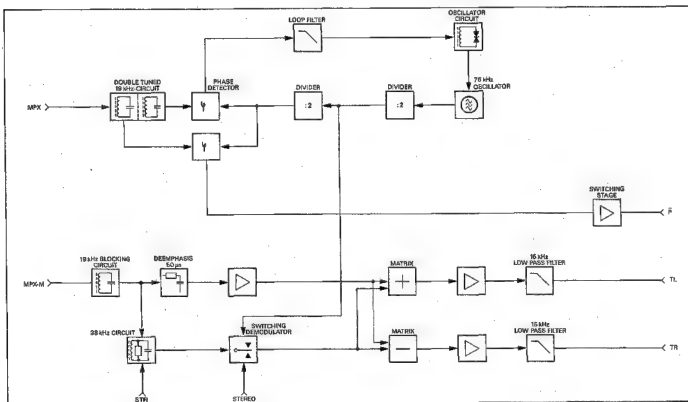 OSCILLATOR
CIRCUIT
LOOP FILTER
DOUBLE TUNED
19 kHz-CIRCUIT
PHASE
DETECTOR
DIVIDER
DIVIDER
76 kHz
OSCILLATOR
MPX
: 2
: 2
SWITCHING
STAGE
P
19 kHz BLOCKING
CIRCUIT
DEEMPHASIS
50 µs
MATRIX
15 kHz
LOW PASS FILTER
MPX-M
TL
38 kHz CIRCUIT
SWITCHING
DEMODULATOR
MATRIX
15 kHz
LOW PASS FILTER
TR
STEREO